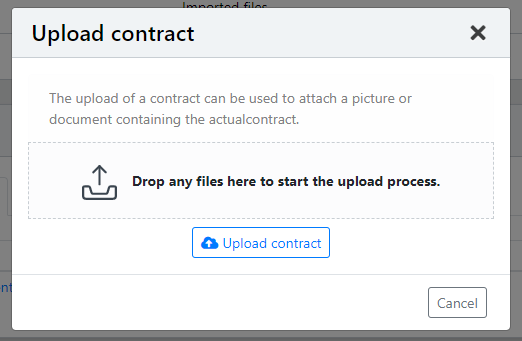 Imported files
Upload contract
The upload of a contract can be used to attach a picture or
document containing the actualcontract.
Drop any files here to start the upload process.
Upload contract
nt
Cancel